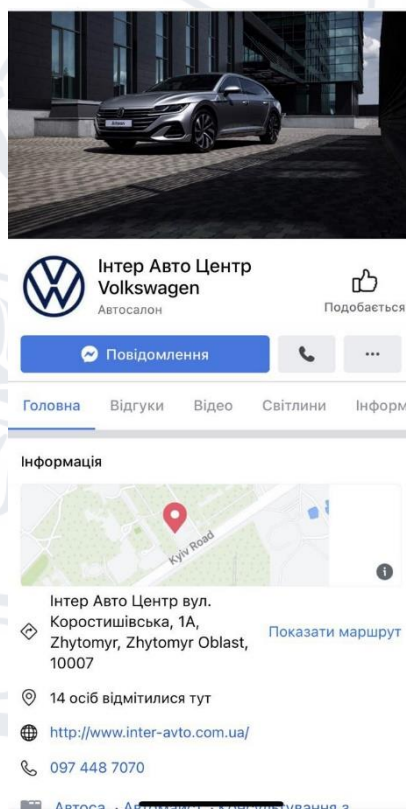 Інтер Авто Центр
Volkswagen
Автосалон
Подобається
Повідомлення
Головна Відгуки Відео Світлини Інформ
Інформація
Kyiv Road
Інтер Авто Центр вул.
Коростишівська, 1А,
Zhytomyr, Zhytomyr Oblast,
10007
Показати маршрут
14 осіб відмітилися тут
http://www.inter-avto.com.ua/
097 448 7070